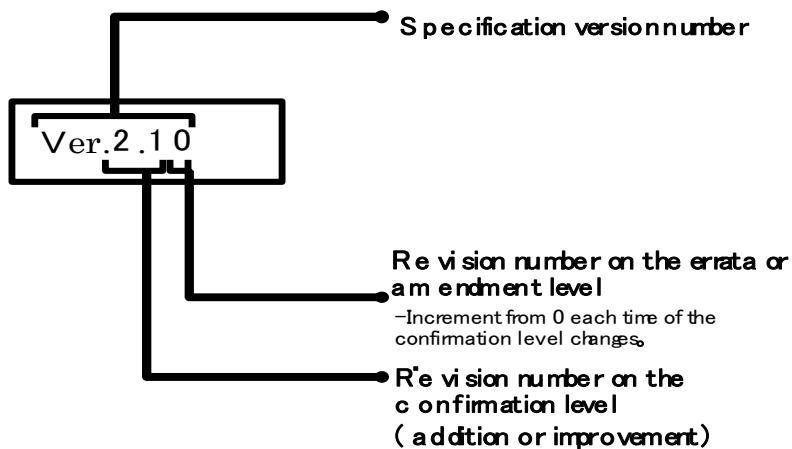 Specification version number
Ver.2.10
Revision number on the errata or
amendment level
-Increment from 0 each time of the
confirmation level changes。
Revision number on the
confirmation level
(addition or improvement)